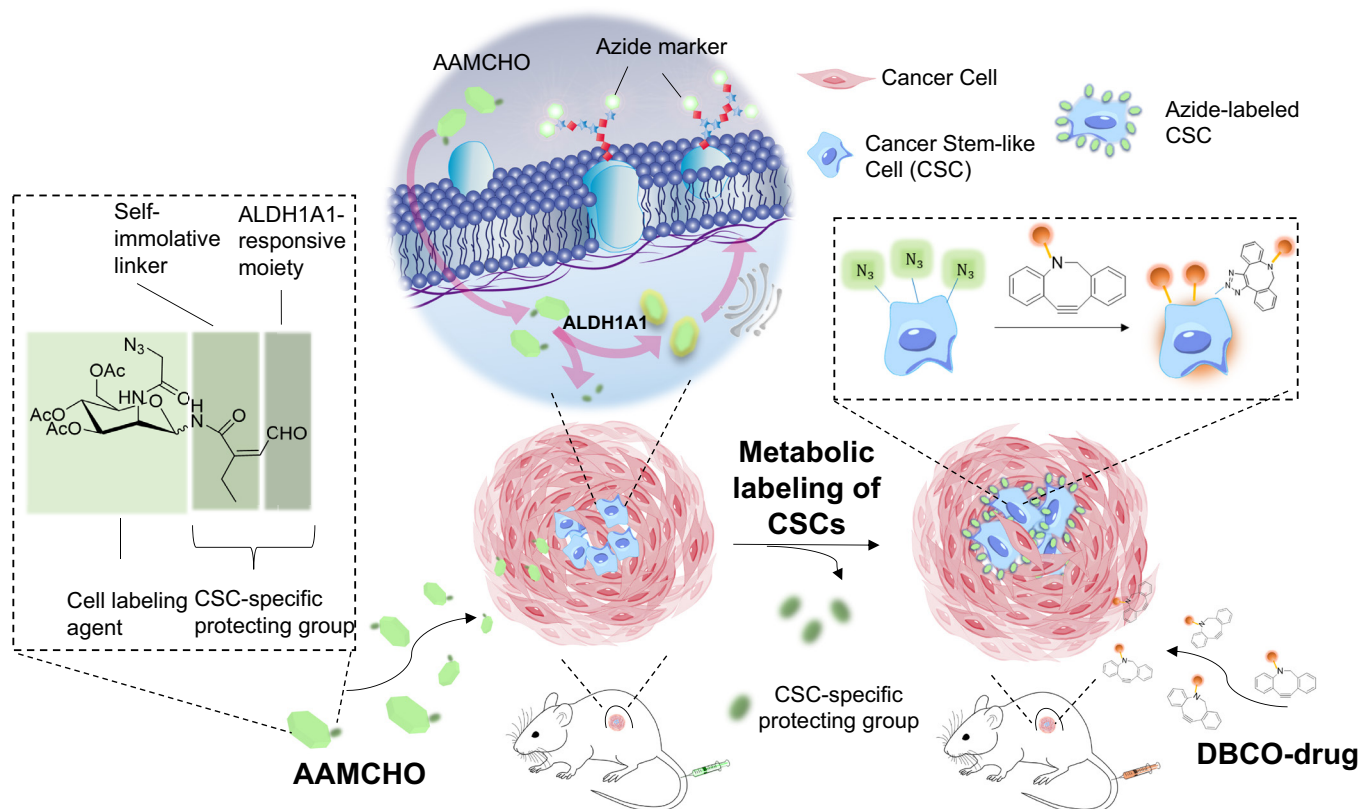 AAMCHO
Azide marker
Cancer Cell
Cancer Stem-like
Cell (CSC)
Azide-labeled
CSC
ALDH1A1
Self-
immolative
linker
ALDH1A1-
responsive
moiety
N3
OAc
HN
O
AcO
AcO
O
H
N
O
CHO
Cell labeling
agent
CSC-specific
protecting group
AAMCHO
N3
N3
N3
N
N
N
N
N
Metabolic
labeling of
CSCs
CSC-specific
protecting group
N
N
N
N
N
DBCO-drug